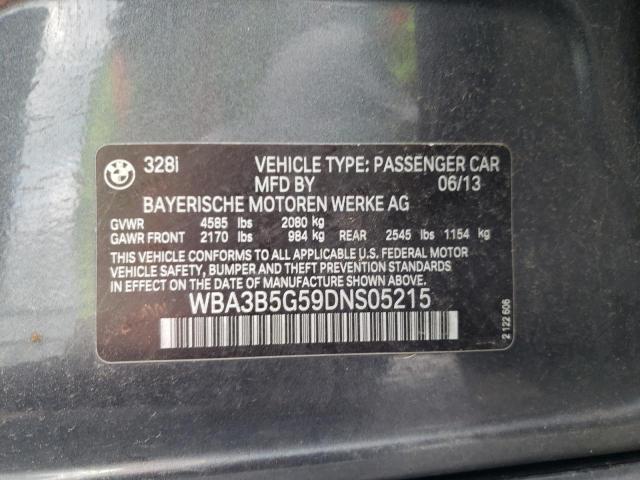 BMW
328i VEHICLE TYPE: PASSENGER CAR
MFD BY 06/13
BAYERISCHE MOTOREN WERKE AG
GVWR 4585 lbs 2080 kg
GAWR FRONT 2170 lbs 984 kg REAR 2545 lbs 1154 kg
THIS VEHICLE CONFORMS TO ALL APPLICABLE U.S. FEDERAL MOTOR
VEHICLE SAFETY, BUMPER, AND THEFT PREVENTION STANDARDS
IN EFFECT ON THE DATE OF MANUFACTURE SHOWN ABOVE.
WBA3B5G59DNS05215
2 122 606